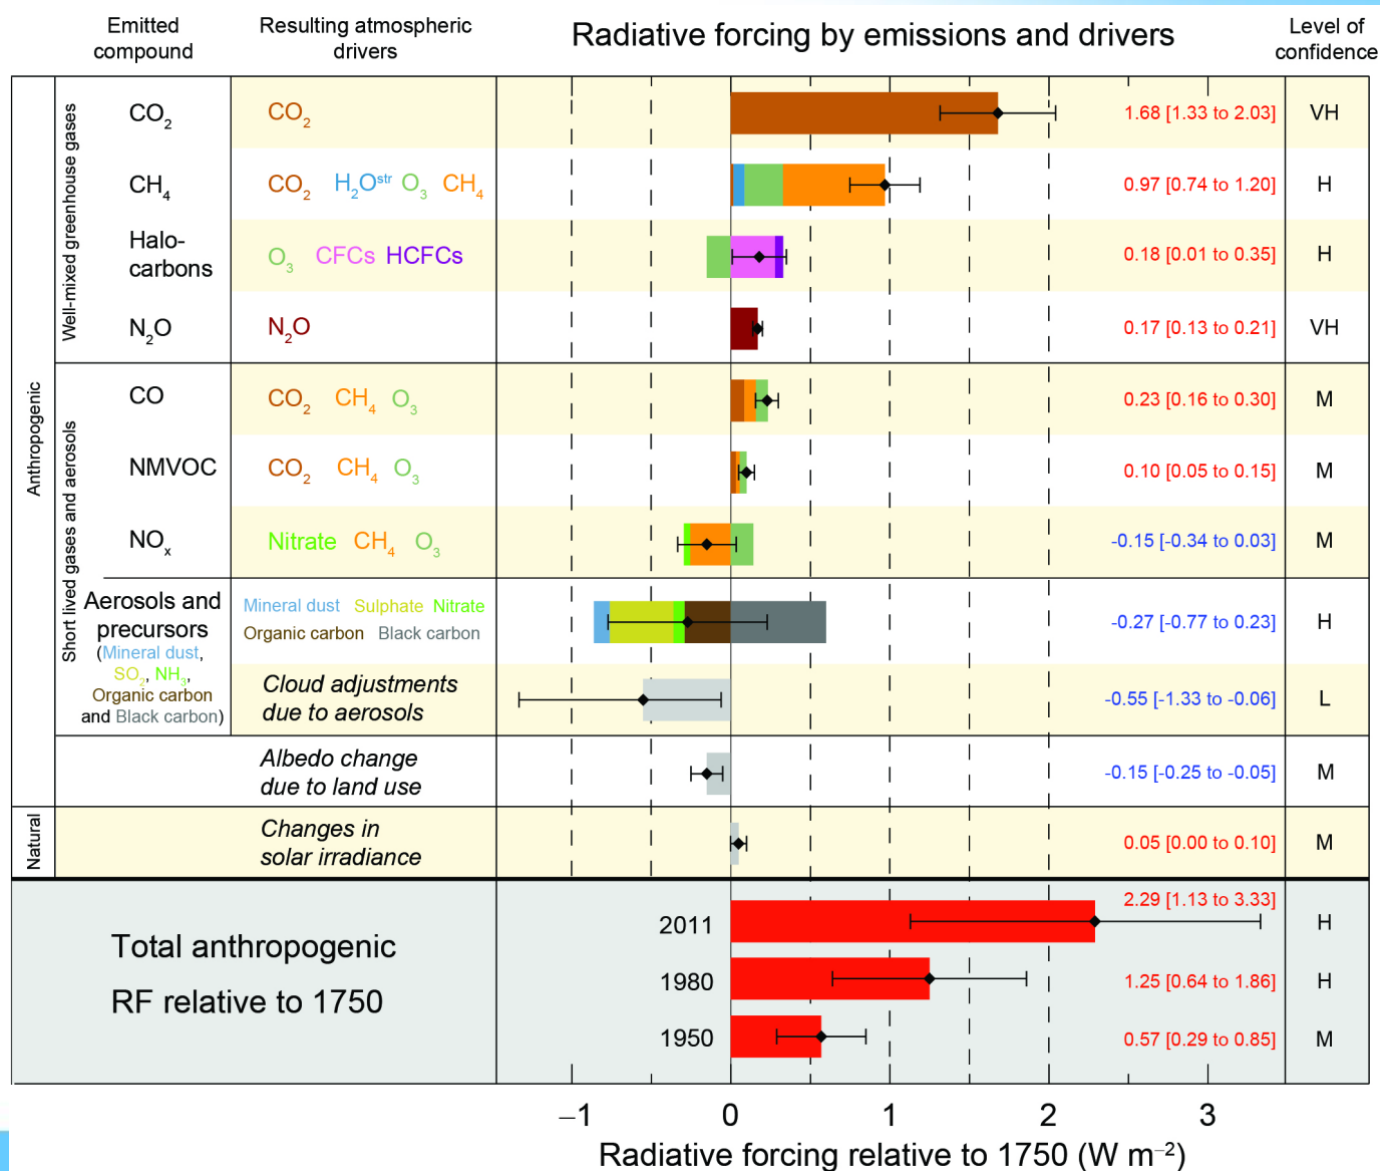 Emitted compound
Resulting atmospheric drivers
Radiative forcing by emissions and drivers
Level of confidence
Anthropogenic
Well-mixed greenhouse gases
CO₂
CO₂
1.68 [1.33 to 2.03]
VH
CH₄
CO₂ H₂Oˢᵗʳ O₃ CH₄
0.97 [0.74 to 1.20]
H
Halo-
carbons
O₃ CFCs HCFCs
0.18 [0.01 to 0.35]
H
N₂O
N₂O
0.17 [0.13 to 0.21]
VH
Short lived gases and aerosols
CO
CO₂ CH₄ O₃
0.23 [0.16 to 0.30]
M
NMVOC
CO₂ CH₄ O₃
0.10 [0.05 to 0.15]
M
NOₓ
Nitrate CH₄ O₃
-0.15 [-0.34 to 0.03]
M
Aerosols and
precursors
(Mineral dust,
SO₂, NH₃,
Organic carbon
and Black carbon)
Mineral dust Sulphate Nitrate
Organic carbon Black carbon
-0.27 [-0.77 to 0.23]
H
Cloud adjustments
due to aerosols
-0.55 [-1.33 to -0.06]
L
Albedo change
due to land use
-0.15 [-0.25 to -0.05]
M
Natural
Changes in
solar irradiance
0.05 [0.00 to 0.10]
M
Total anthropogenic
RF relative to 1750
2011
2.29 [1.13 to 3.33]
H
1980
1.25 [0.64 to 1.86]
H
1950
0.57 [0.29 to 0.85]
M
−1 0 1 2 3
Radiative forcing relative to 1750 (W m⁻²)